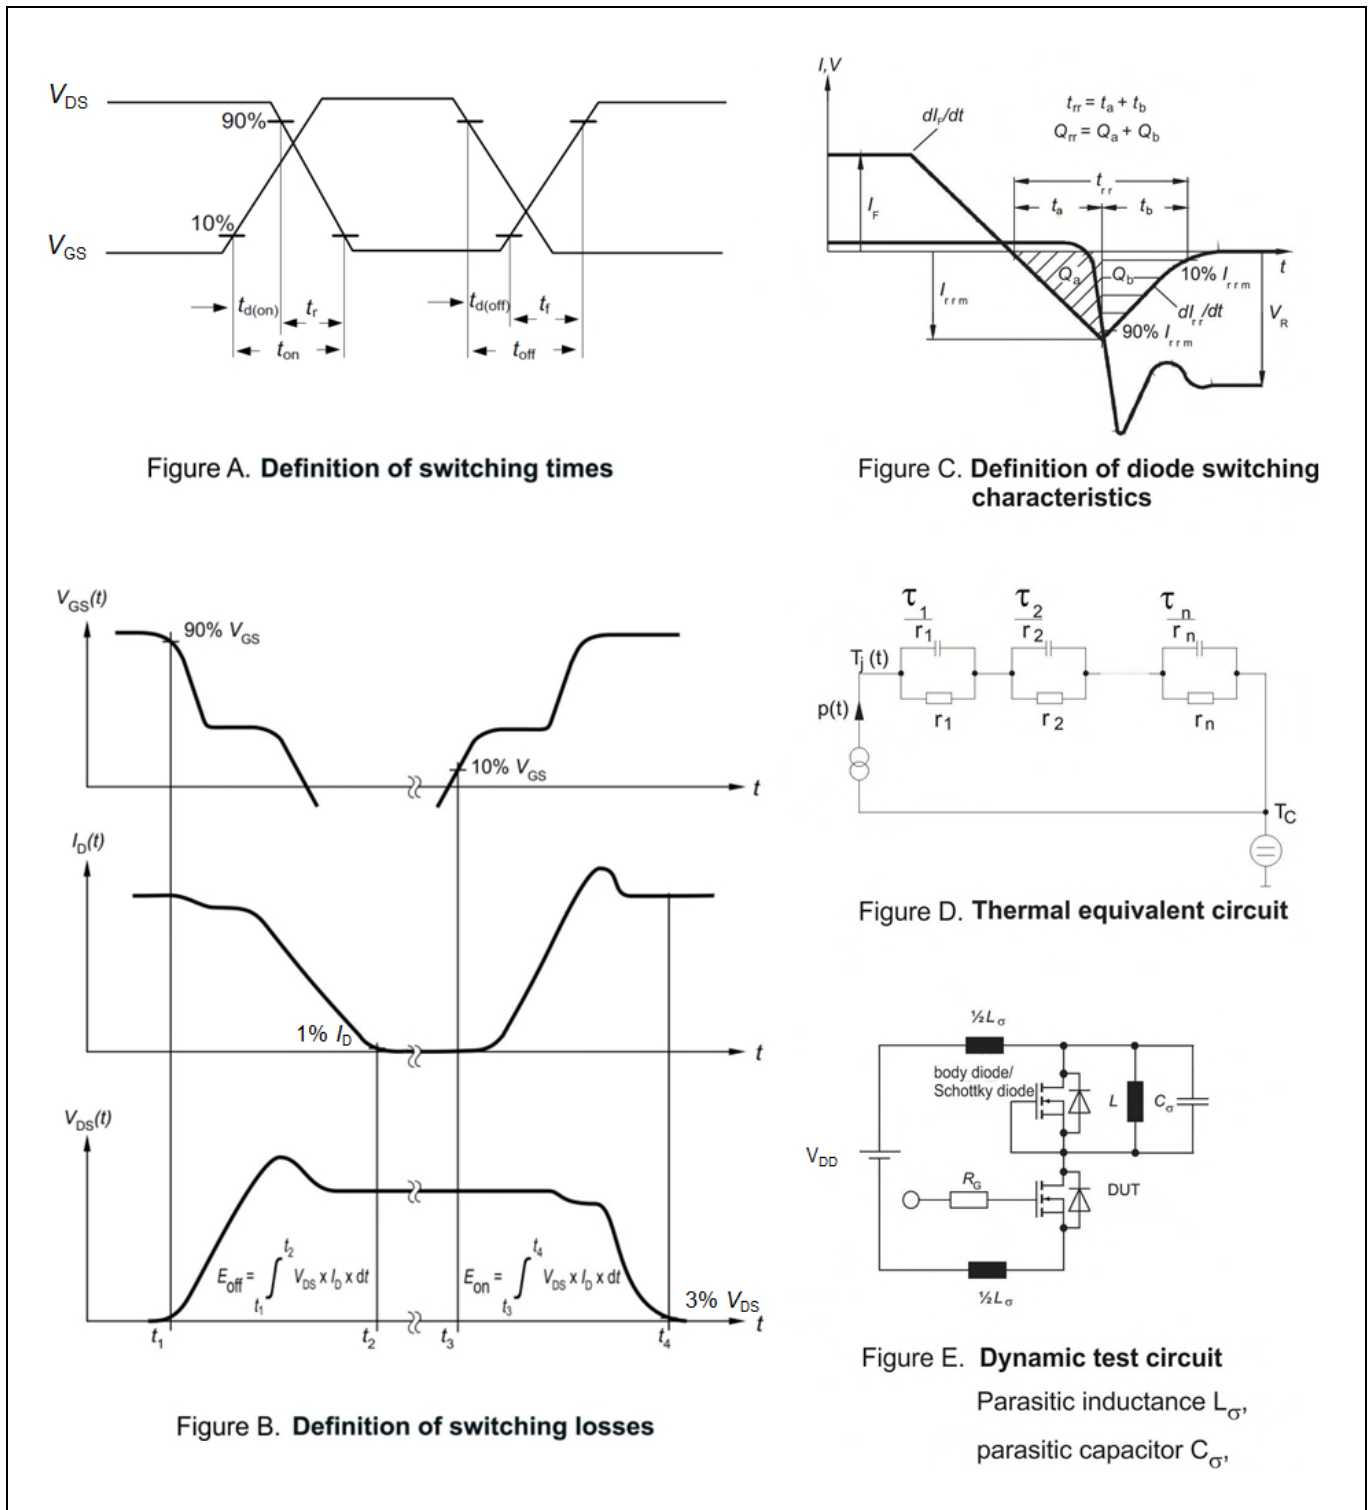 V_DS
90%
10%
V_GS
t_d(on)
t_r
t_d(off)
t_f
t_on
t_off
Figure A. Definition of switching times
I,V
t_rr = t_a + t_b
Q_rr = Q_a + Q_b
dI_F/dt
t_rr
t_a
t_b
I_F
Q_a
Q_b
t
10% I_rrm
I_rrm
dI_rr/dt
V_R
90% I_rrm
Figure C. Definition of diode switching
characteristics
V_GS(t)
90% V_GS
10% V_GS
t
I_D(t)
1% I_D
t
V_DS(t)
E_off = ∫ t_1 t_2 V_DS x I_D x dt
E_on = ∫ t_3 t_4 V_DS x I_D x dt
3% V_DS
t
t_1
t_2
t_3
t_4
Figure B. Definition of switching losses
τ_1/r_1
τ_2/r_2
τ_n/r_n
T_j(t)
p(t)
r_1
r_2
r_n
T_C
Figure D. Thermal equivalent circuit
½L_σ
body diode/
Schottky diode
L
C_σ
V_DD
R_G
DUT
½L_σ
Figure E. Dynamic test circuit
Parasitic inductance L_σ,
parasitic capacitor C_σ,